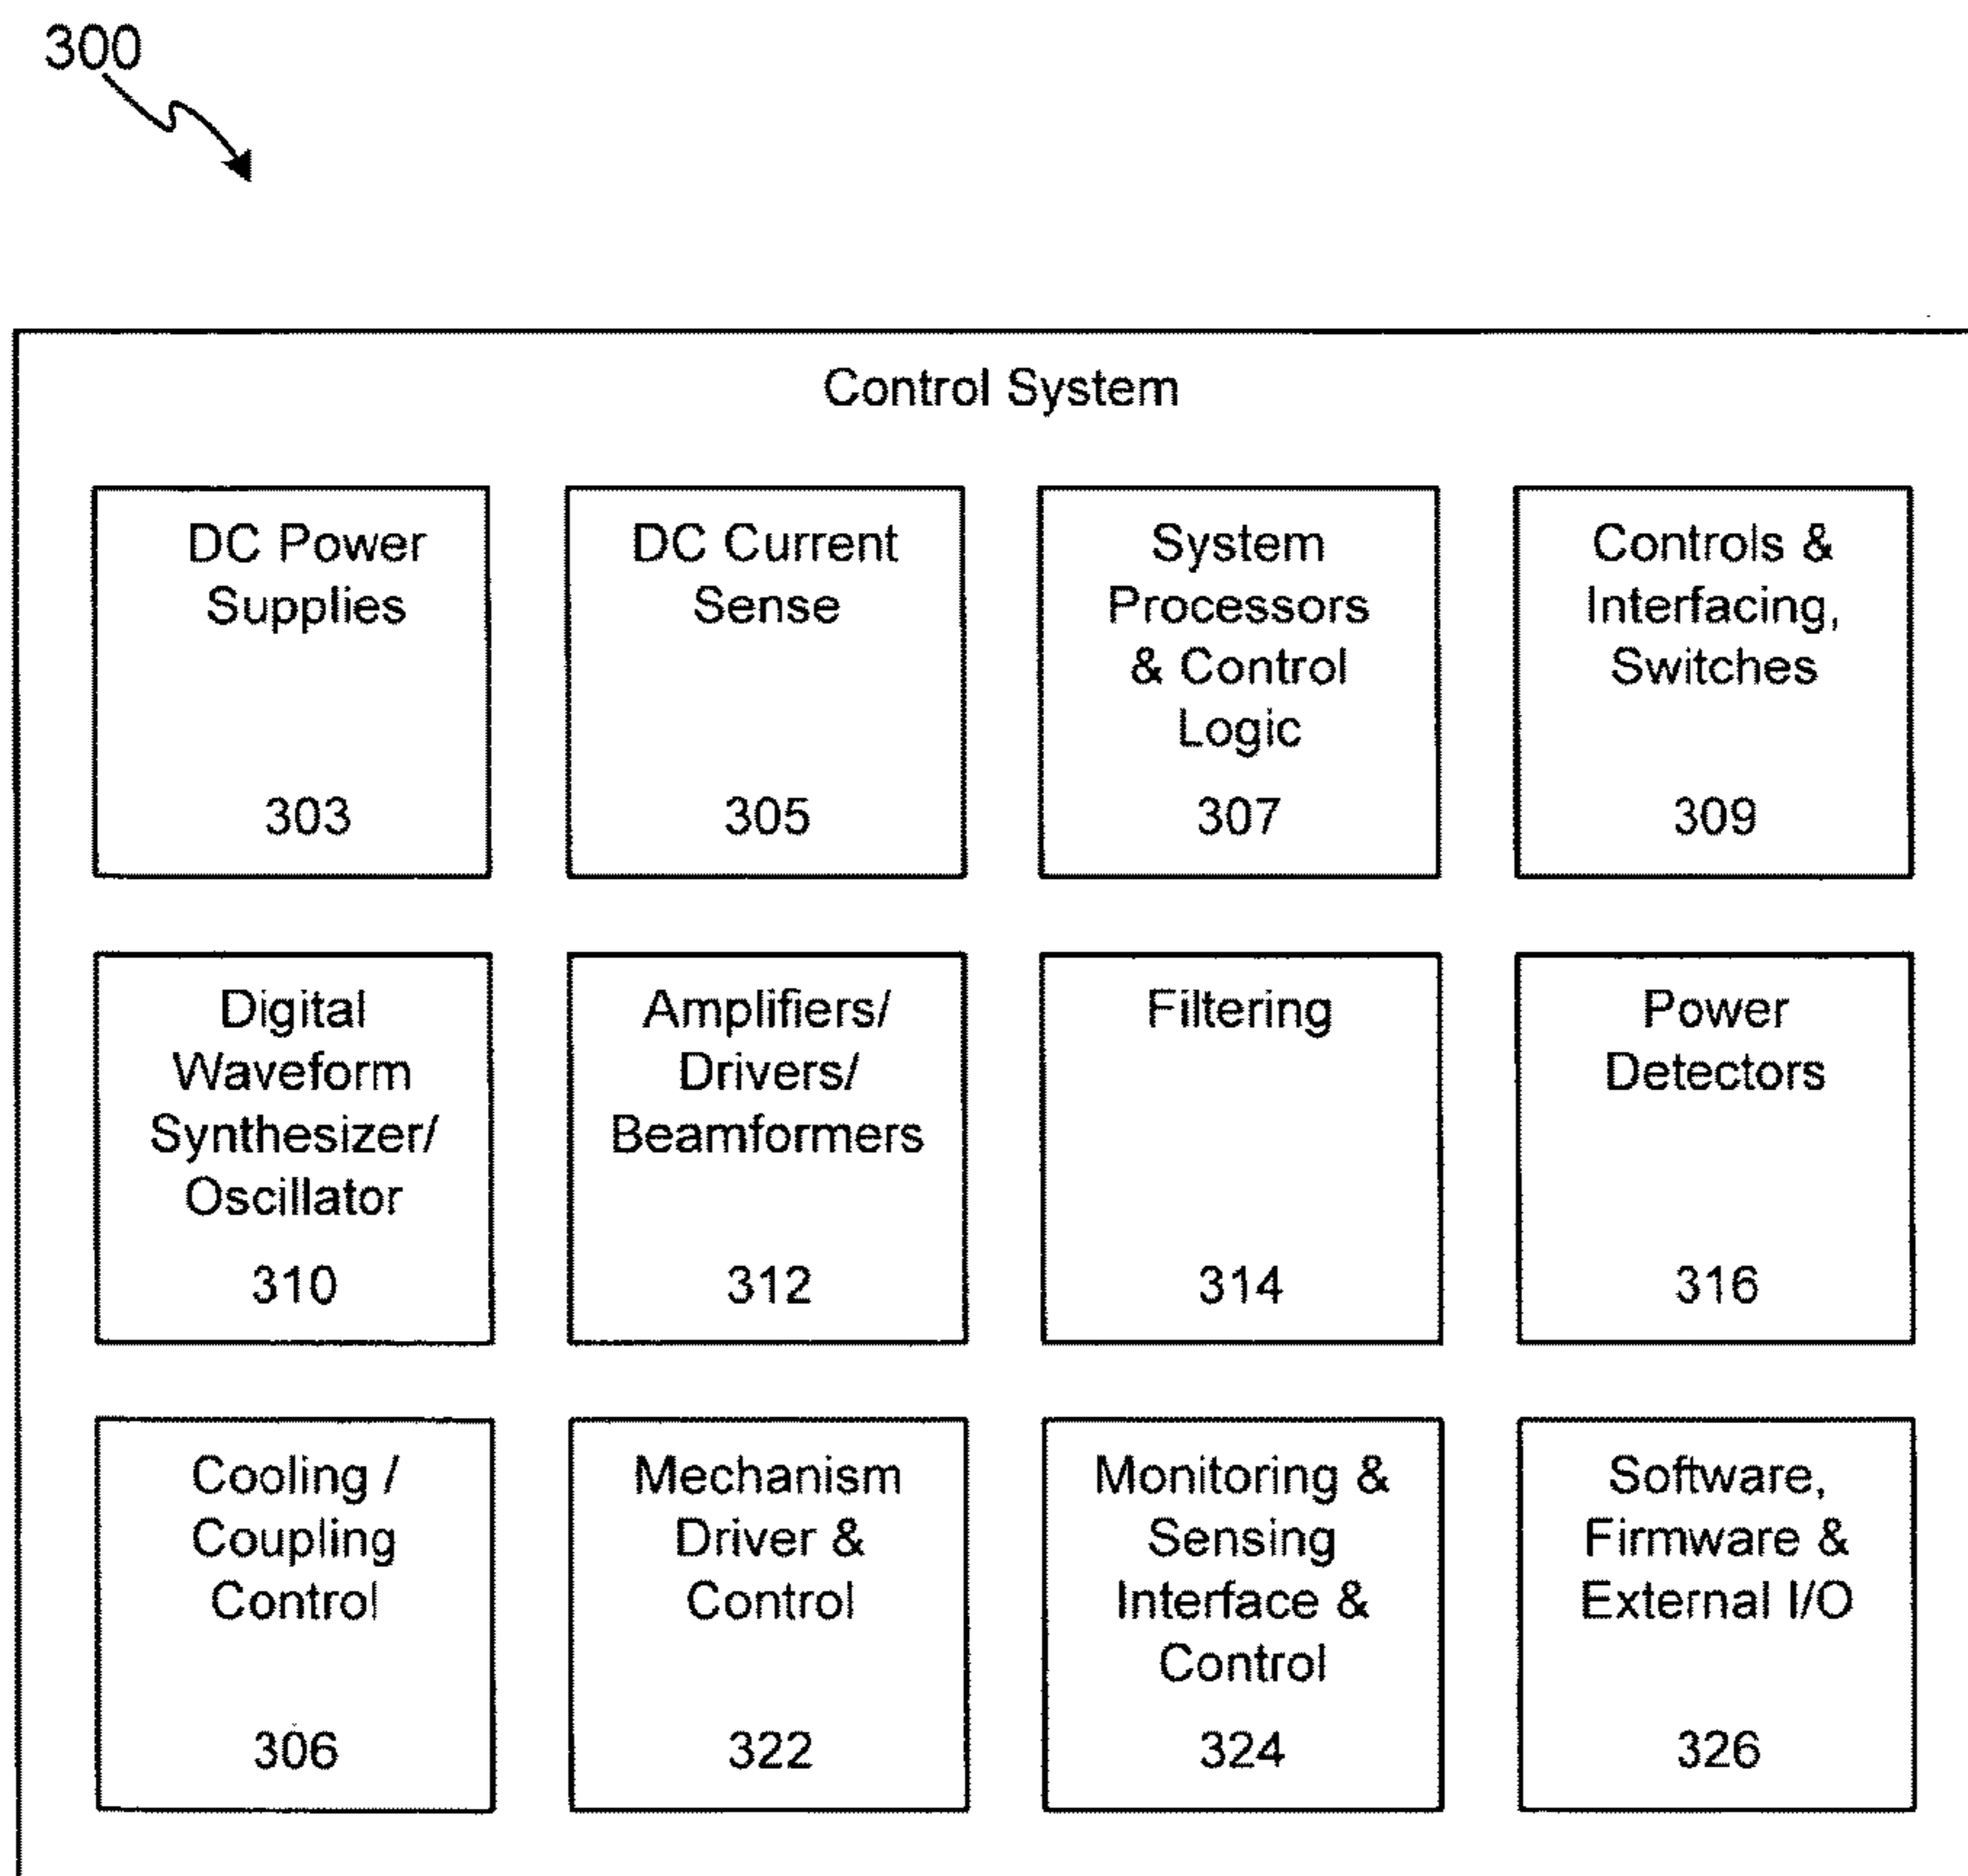 300
Control System
DC Power
Supplies
303
DC Current
Sense
305
System
Processors
& Control
Logic
307
Controls &
Interfacing,
Switches
309
Digital
Waveform
Synthesizer/
Oscillator
310
Amplifiers/
Drivers/
Beamformers
312
Filtering
314
Power
Detectors
316
Cooling /
Coupling
Control
306
Mechanism
Driver &
Control
322
Monitoring &
Sensing
Interface &
Control
324
Software,
Firmware &
External I/O
326